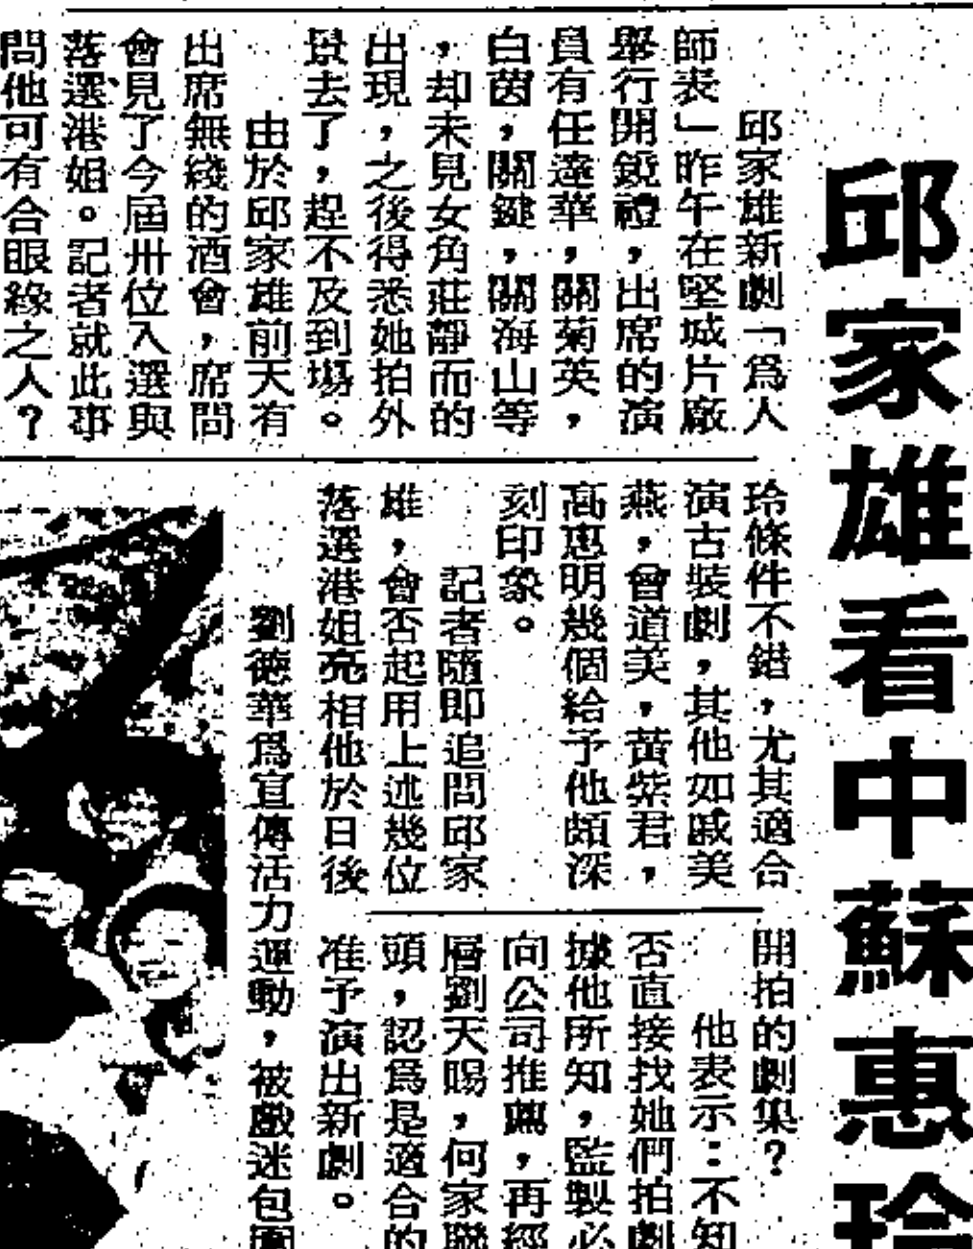 邱家雄看中蘇惠玲
邱家雄新劇「爲人
師表」昨午在堅城片廠
舉行開鏡禮，出席的演
員有任達華，關菊英，
白茵，關鍵，關海山等
，却未見女角莊靜而的
出現，之後得悉她拍外
景去了，趕不及到場。
由於邱家雄前天有
出席無綫的酒會，席間
會見了今屆卅位入選與
落選港姐。記者就此事
問他可有合眼緣之人？
玲條件不錯，尤其適合
演古裝劇，其他如戚美
燕，曾道美，黃紫君，
高惠明幾個給予他頗深
刻印象。
記者隨即追問邱家
雄，會否起用上述幾位
落選港姐亮相他於日後
開拍的劇集？
他表示：不知
否直接找她們拍劇
據他所知，監製必
向公司推薦，再經
層劉天賜，何家聯
頭，認爲是適合的
准予演出新劇。
劉德華爲宣傳活力運動，被戲迷包圍